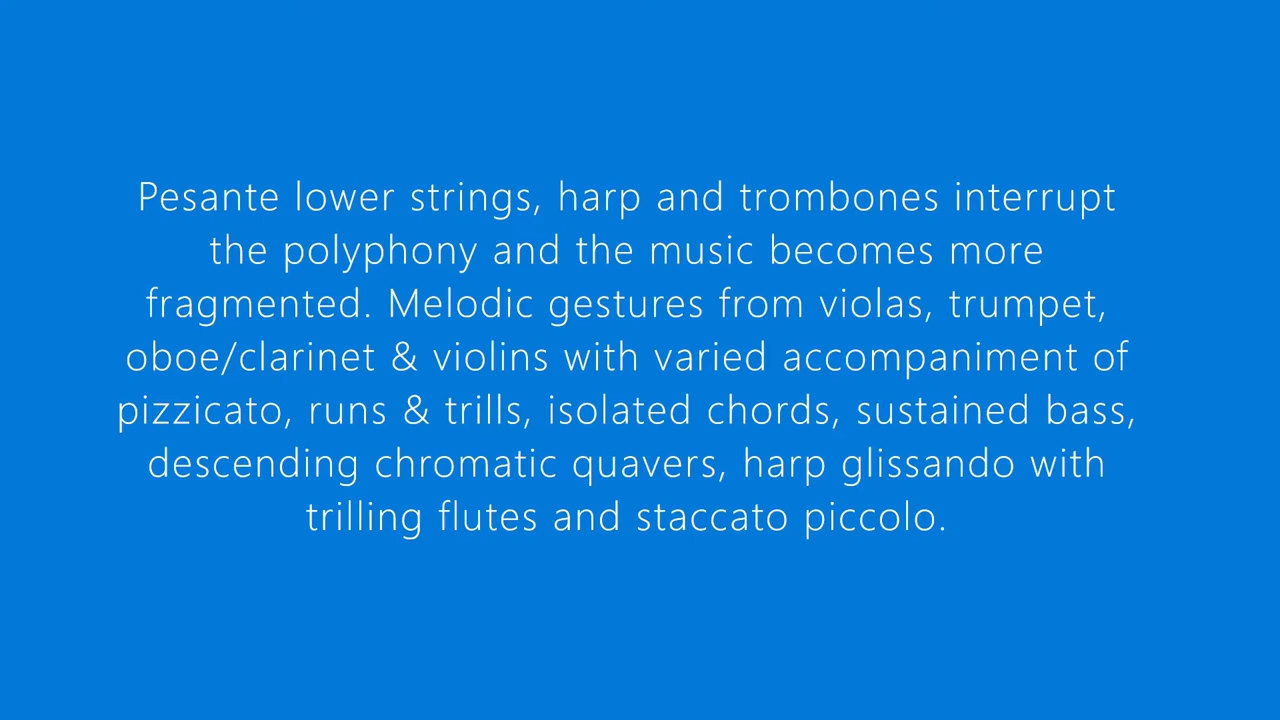 Pesante lower strings, harp and trombones interrupt
the polyphony and the music becomes more
fragmented. Melodic gestures from violas, trumpet,
oboe/clarinet & violins with varied accompaniment of
pizzicato, runs & trills, isolated chords, sustained bass,
descending chromatic quavers, harp glissando with
trilling flutes and staccato piccolo.